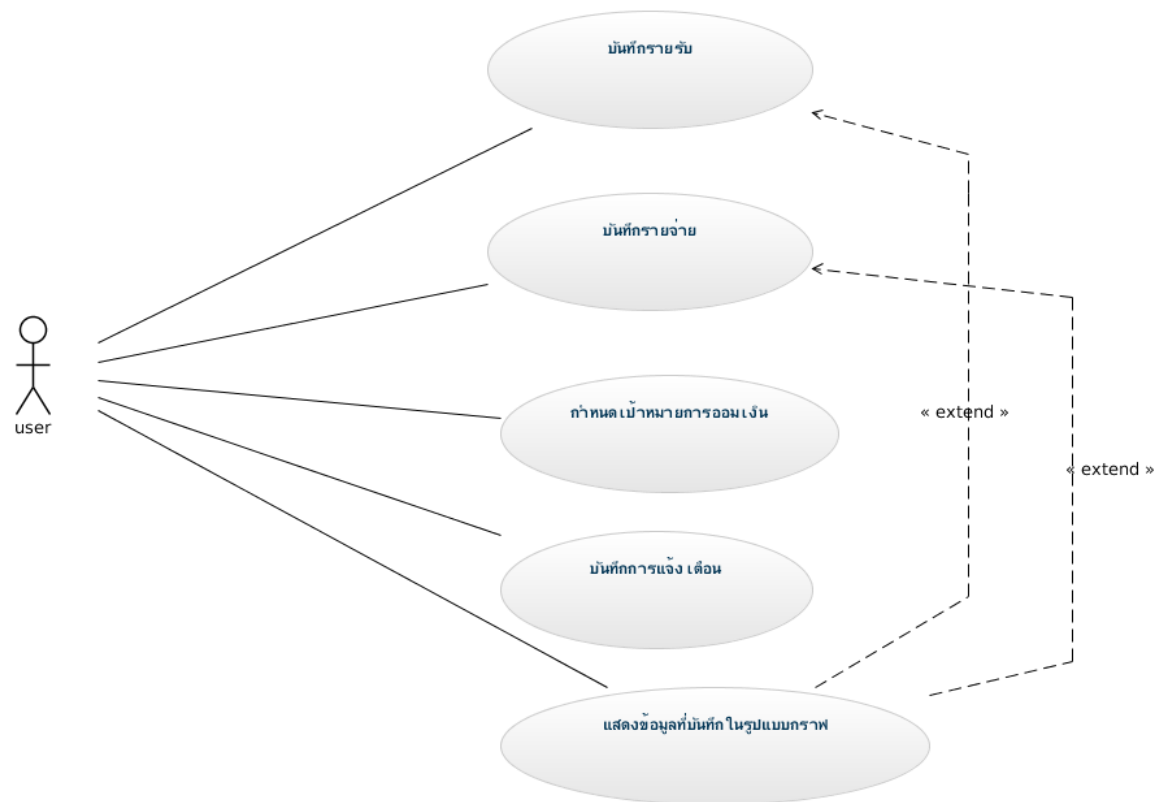 บันทึกรายรับ
บันทึกรายจ่าย
user
กำหนดเป้าหมายการออมเงิน
« extend »
« extend »
บันทึกการแจ้งเตือน
แสดงข้อมูลที่บันทึกในรูปแบบกราฟ